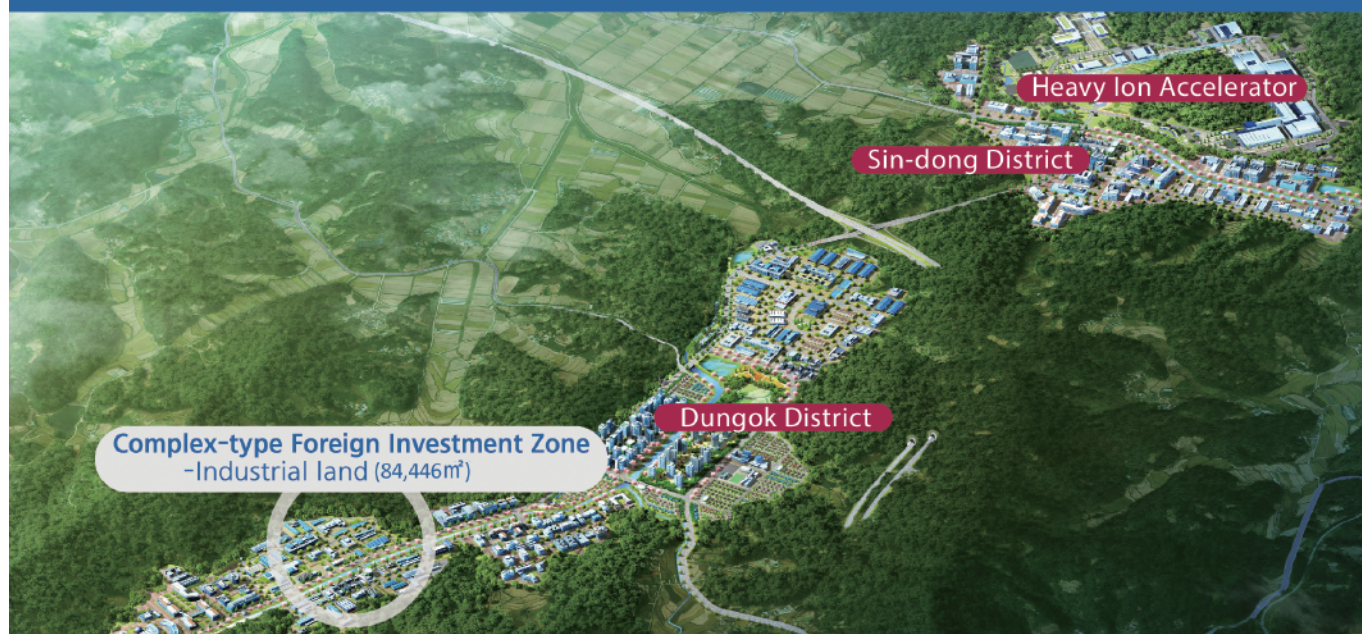 Heavy Ion Accelerator
Sin-dong District
Dungok District
Complex-type Foreign Investment Zone
-Industrial land (84,446㎡)